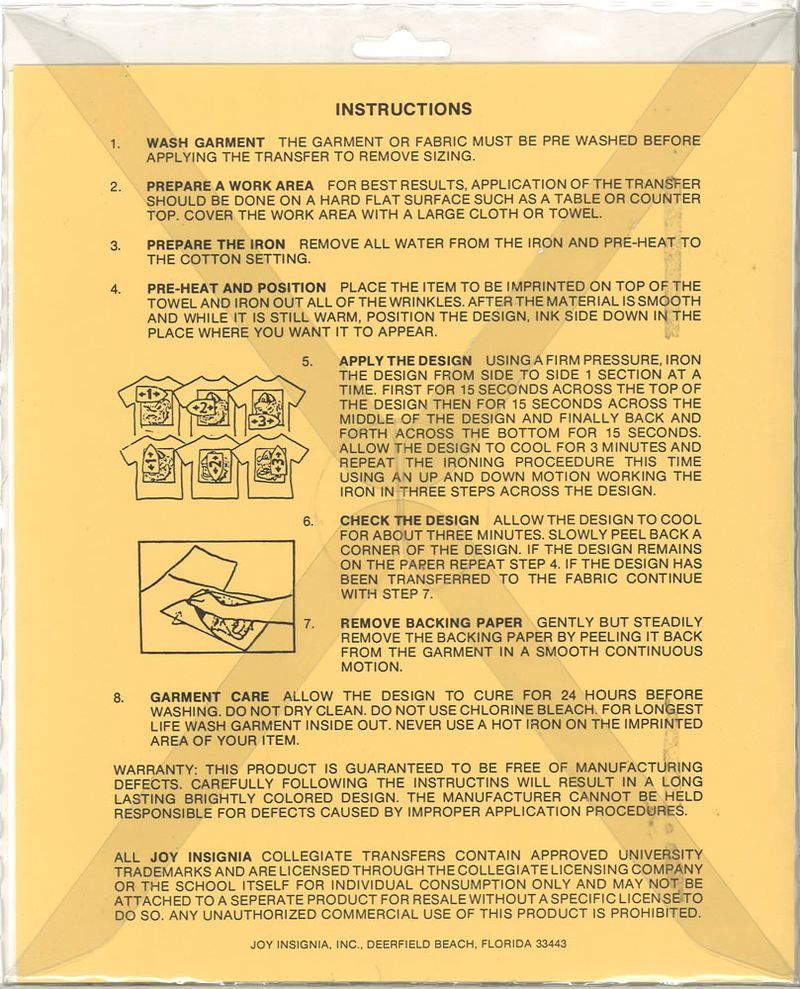 INSTRUCTIONS
1. WASH GARMENT THE GARMENT OR FABRIC MUST BE PRE WASHED BEFORE
APPLYING THE TRANSFER TO REMOVE SIZING.
2. PREPARE A WORK AREA FOR BEST RESULTS, APPLICATION OF THE TRANSFER
SHOULD BE DONE ON A HARD FLAT SURFACE SUCH AS A TABLE OR COUNTER
TOP. COVER THE WORK AREA WITH A LARGE CLOTH OR TOWEL.
3. PREPARE THE IRON REMOVE ALL WATER FROM THE IRON AND PRE-HEAT TO
THE COTTON SETTING.
4. PRE-HEAT AND POSITION PLACE THE ITEM TO BE IMPRINTED ON TOP OF THE
TOWEL AND IRON OUT ALL OF THE WRINKLES. AFTER THE MATERIAL IS SMOOTH
AND WHILE IT IS STILL WARM, POSITION THE DESIGN, INK SIDE DOWN IN THE
PLACE WHERE YOU WANT IT TO APPEAR.
5. APPLY THE DESIGN USING A FIRM PRESSURE, IRON
THE DESIGN FROM SIDE TO SIDE 1 SECTION AT A
TIME. FIRST FOR 15 SECONDS ACROSS THE TOP OF
THE DESIGN THEN FOR 15 SECONDS ACROSS THE
MIDDLE OF THE DESIGN AND FINALLY BACK AND
FORTH ACROSS THE BOTTOM FOR 15 SECONDS.
ALLOW THE DESIGN TO COOL FOR 3 MINUTES AND
REPEAT THE IRONING PROCEEDURE THIS TIME
USING AN UP AND DOWN MOTION WORKING THE
IRON IN THREE STEPS ACROSS THE DESIGN.
1
2
3
1
2
3
6. CHECK THE DESIGN ALLOW THE DESIGN TO COOL
FOR ABOUT THREE MINUTES. SLOWLY PEEL BACK A
CORNER OF THE DESIGN. IF THE DESIGN REMAINS
ON THE PAPER REPEAT STEP 4. IF THE DESIGN HAS
BEEN TRANSFERRED TO THE FABRIC CONTINUE
WITH STEP 7.
7. REMOVE BACKING PAPER GENTLY BUT STEADILY
REMOVE THE BACKING PAPER BY PEELING IT BACK
FROM THE GARMENT IN A SMOOTH CONTINUOUS
MOTION.
8. GARMENT CARE ALLOW THE DESIGN TO CURE FOR 24 HOURS BEFORE
WASHING. DO NOT DRY CLEAN. DO NOT USE CHLORINE BLEACH. FOR LONGEST
LIFE WASH GARMENT INSIDE OUT. NEVER USE A HOT IRON ON THE IMPRINTED
AREA OF YOUR ITEM.
WARRANTY: THIS PRODUCT IS GUARANTEED TO BE FREE OF MANUFACTURING
DEFECTS. CAREFULLY FOLLOWING THE INSTRUCTINS WILL RESULT IN A LONG
LASTING BRIGHTLY COLORED DESIGN. THE MANUFACTURER CANNOT BE HELD
RESPONSIBLE FOR DEFECTS CAUSED BY IMPROPER APPLICATION PROCEDURES.
ALL JOY INSIGNIA COLLEGIATE TRANSFERS CONTAIN APPROVED UNIVERSITY
TRADEMARKS AND ARE LICENSED THROUGH THE COLLEGIATE LICENSING COMPANY
OR THE SCHOOL ITSELF FOR INDIVIDUAL CONSUMPTION ONLY AND MAY NOT BE
ATTACHED TO A SEPERATE PRODUCT FOR RESALE WITHOUT A SPECIFIC LICENSE TO
DO SO. ANY UNAUTHORIZED COMMERCIAL USE OF THIS PRODUCT IS PROHIBITED.
JOY INSIGNIA, INC., DEERFIELD BEACH, FLORIDA 33443